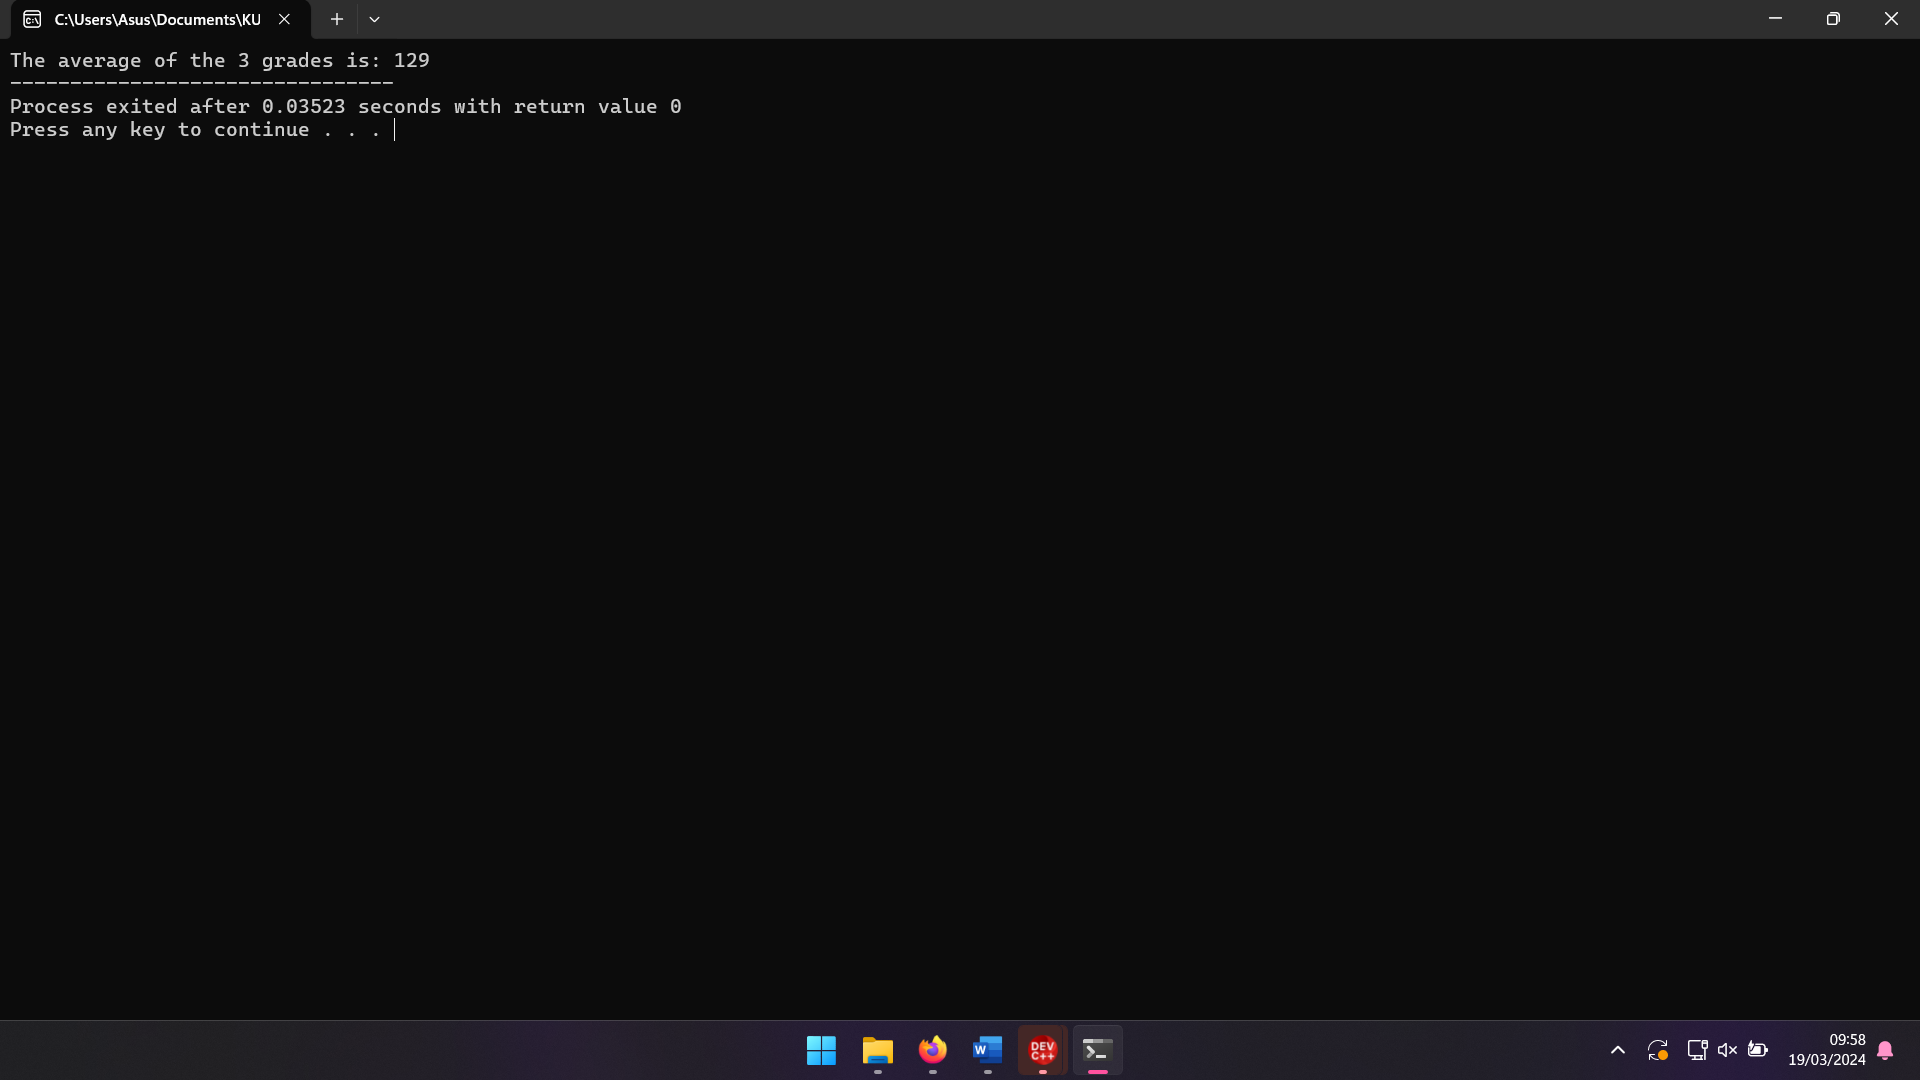 C:\Users\Asus\Documents\KU
The average of the 3 grades is: 129
--------------------------------
Process exited after 0.03523 seconds with return value 0
Press any key to continue . . .
W
DEV
C++
09:58
19/03/2024